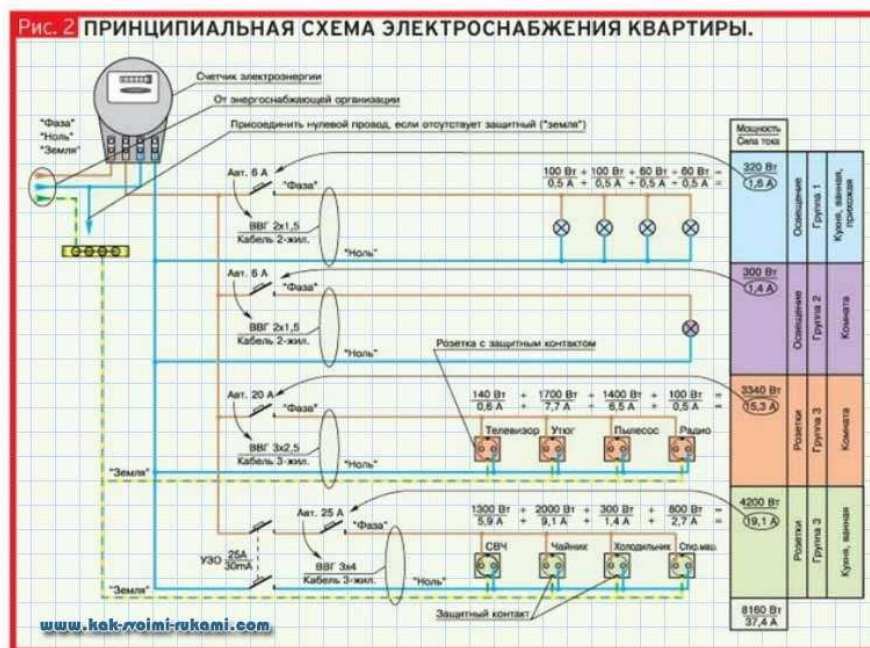 Рис. 2 ПРИНЦИПИАЛЬНАЯ СХЕМА ЭЛЕКТРОСНАБЖЕНИЯ КВАРТИРЫ.
Счетчик электроэнергии
От энергоснабжающей организации
Присоединить нулевой провод, если отсутствует защитный ("земля")
"Фаза"
"Ноль"
"Земля"
Мощность
Сила тока
Авт. 6 А
"Фаза"
100 Вт + 100 Вт + 60 Вт + 60 Вт =
0,5 А + 0,5 А + 0,5 А + 0,5 А =
320 Вт
1,6 А
ВВГ 2х1,5
Кабель 2-жил.
"Ноль"
Освещение
Группа 1
Кухня, ванная, прихожая
Авт. 6 А
"Фаза"
300 Вт
1,4 А
ВВГ 2х1,5
Кабель 2-жил.
"Ноль"
Освещение
Группа 2
Комната
Розетка с защитным контактом
Авт. 20 А
"Фаза"
140 Вт + 1700 Вт + 1400 Вт + 100 Вт =
0,6 А + 7,7 А + 6,5 А + 0,5 А =
3340 Вт
15,3 А
Телевизор Утюг Пылесос Радио
ВВГ 3х2,5
Кабель 3-жил.
"Земля"
"Ноль"
Розетки
Группа 3
Комната
Авт. 25 А
"Фаза"
1300 Вт + 2000 Вт + 300 Вт + 800 Вт =
5,9 А + 9,1 А + 1,4 А + 2,7 А =
4200 Вт
19,1 А
СВЧ Чайник Холодильник Стир.маш.
УЗО 25А
30mA
ВВГ 3х4
Кабель 3-жил.
"Земля"
"Ноль"
Розетки
Группа 3
Кухня, ванная
Защитный контакт
8160 Вт
37,4 А
www.kak-svoimi-rukami.com